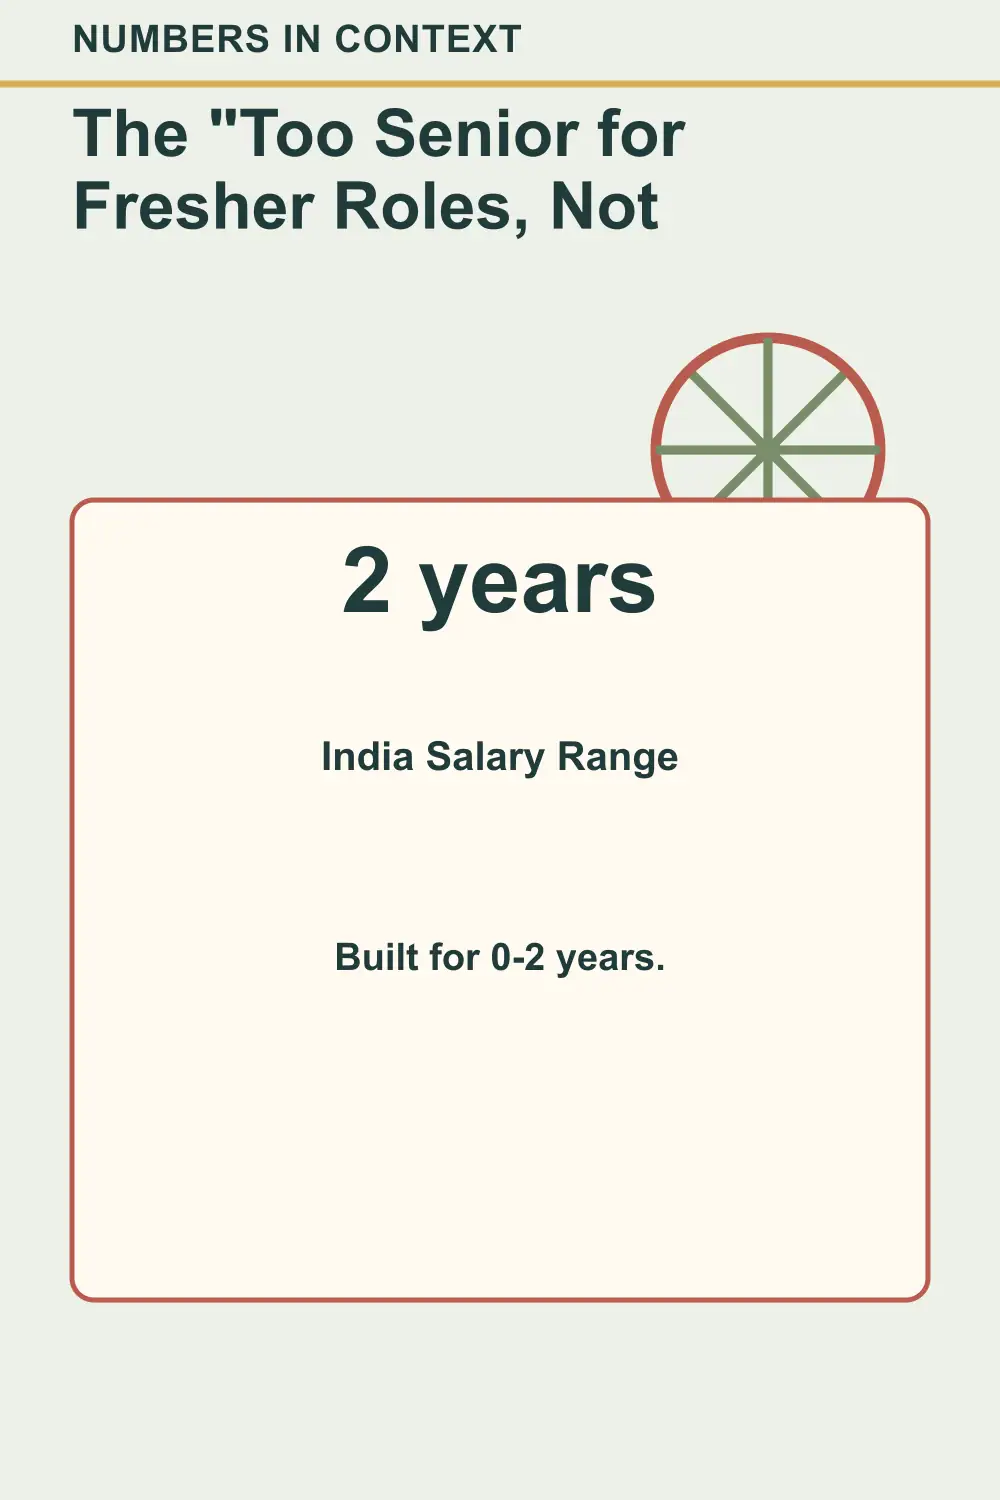 NUMBERS IN CONTEXT
The "Too Senior for
Fresher Roles, Not
2 years
India Salary Range
Built for 0-2 years.